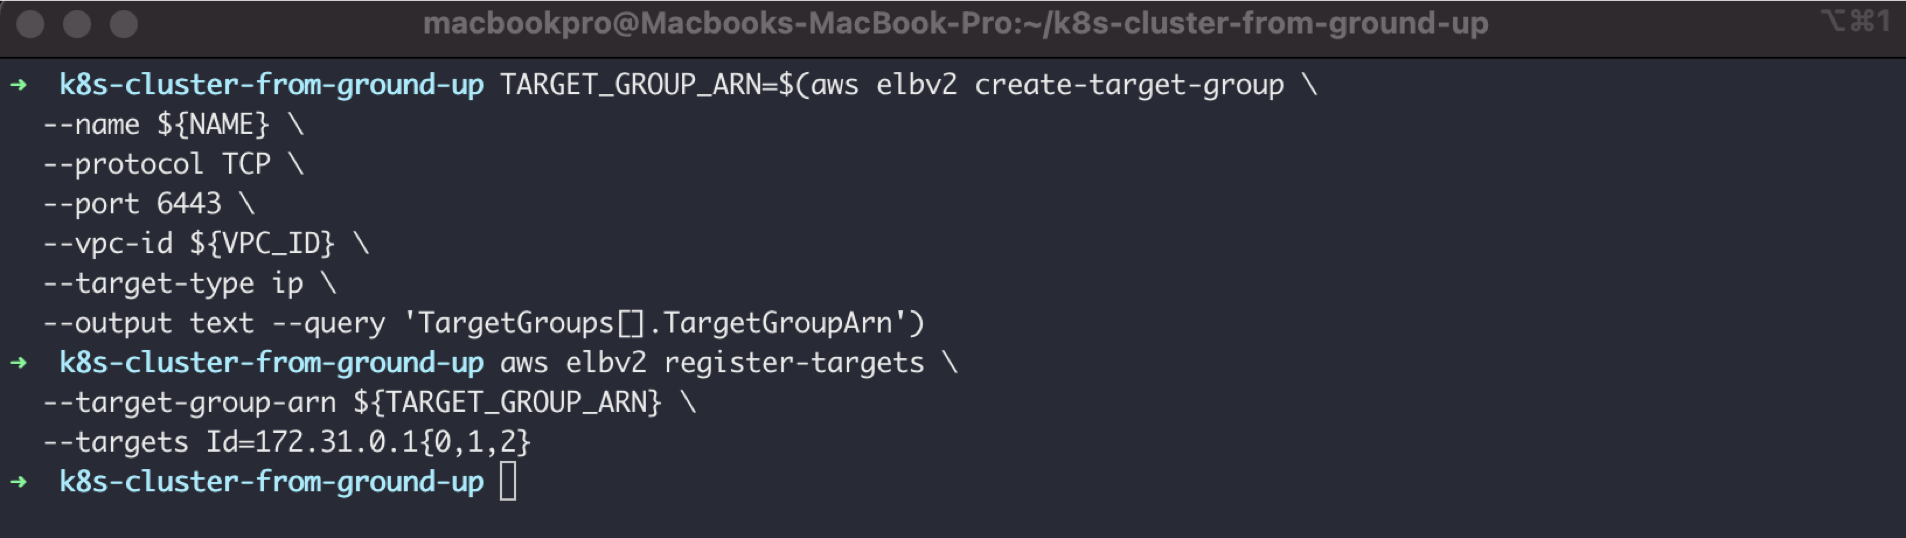 macbookpro@Macbooks-MacBook-Pro:~/k8s-cluster-from-ground-up ⌥⌘1
➜ k8s-cluster-from-ground-up TARGET_GROUP_ARN=$(aws elbv2 create-target-group \
--name ${NAME} \
--protocol TCP \
--port 6443 \
--vpc-id ${VPC_ID} \
--target-type ip \
--output text --query 'TargetGroups[].TargetGroupArn')
➜ k8s-cluster-from-ground-up aws elbv2 register-targets \
--target-group-arn ${TARGET_GROUP_ARN} \
--targets Id=172.31.0.1{0,1,2}
➜ k8s-cluster-from-ground-up